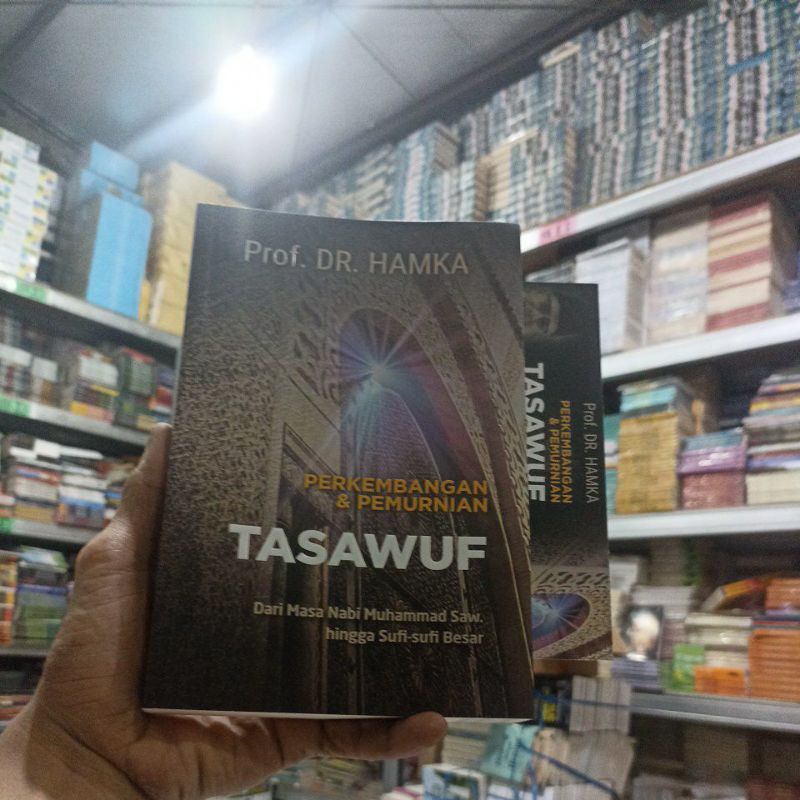 Prof. DR. HAMKA
PERKEMBANGAN
& PEMURNIAN
TASAWUF
Dari Masa Nabi Muhammad Saw.
hingga Sufi-sufi Besar
Prof. DR. HAMKA
PERKEMBANGAN
& PEMURNIAN
TASAWUF